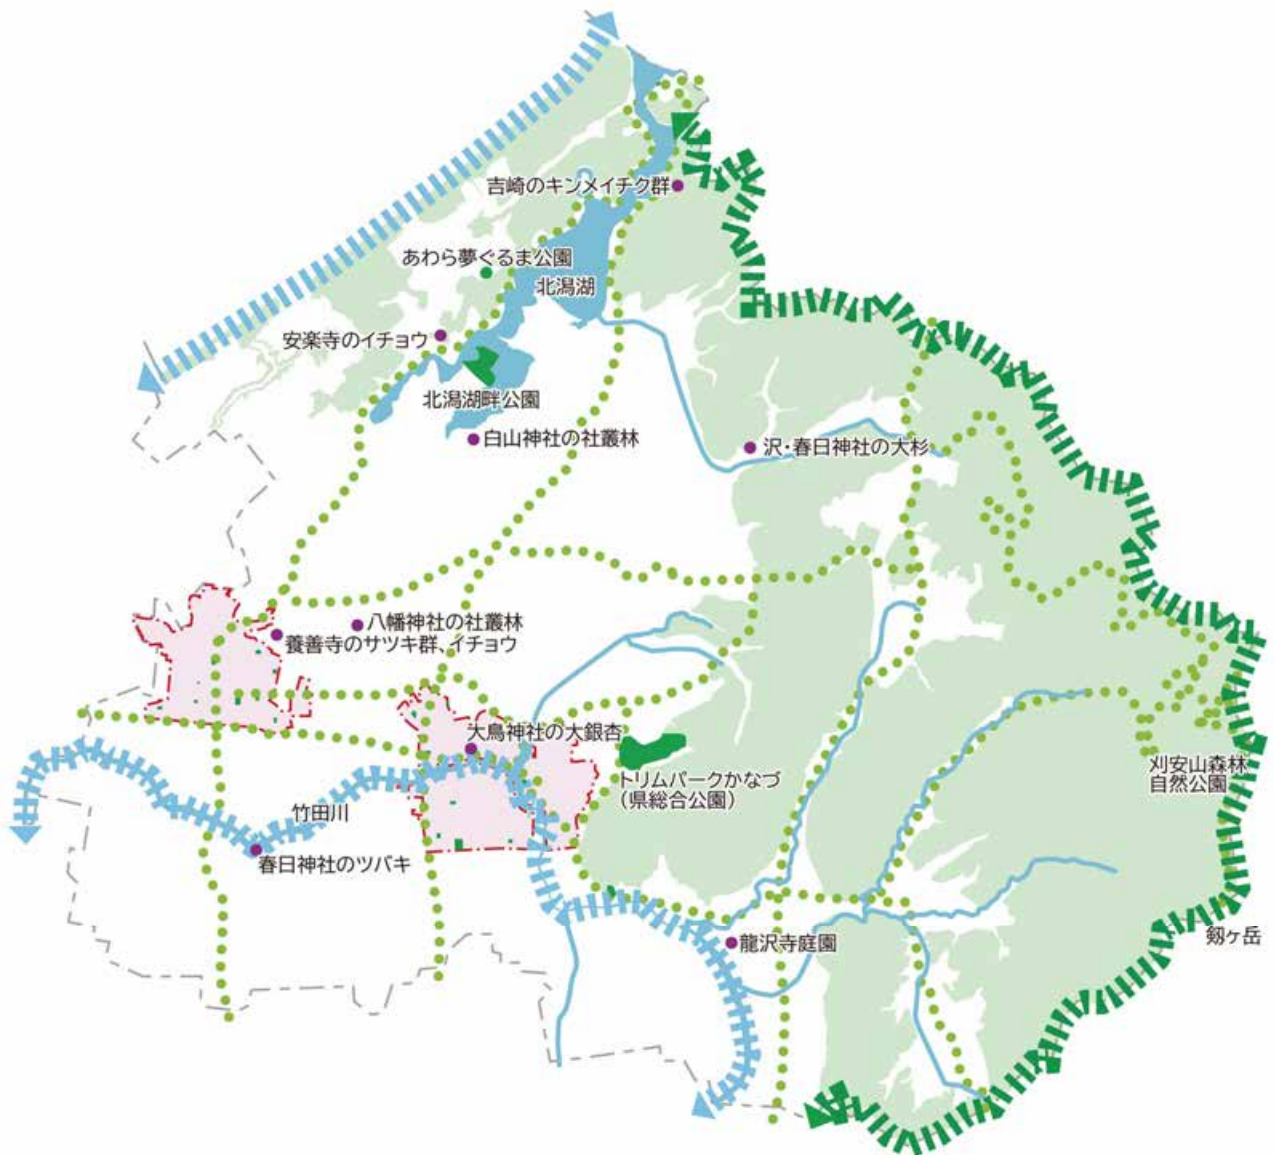 吉崎のキンメイチク群
あわら夢ぐるま公園
北潟湖
安楽寺のイチョウ
北潟湖畔公園
白山神社の社叢林
沢・春日神社の大杉
八幡神社の社叢林
養善寺のサツキ群、イチョウ
大鳥神社の大銀杏
トリムパークかなづ
（県総合公園）
刈安山森林
自然公園
竹田川
春日神社のツバキ
龍沢寺庭園
剱ヶ岳